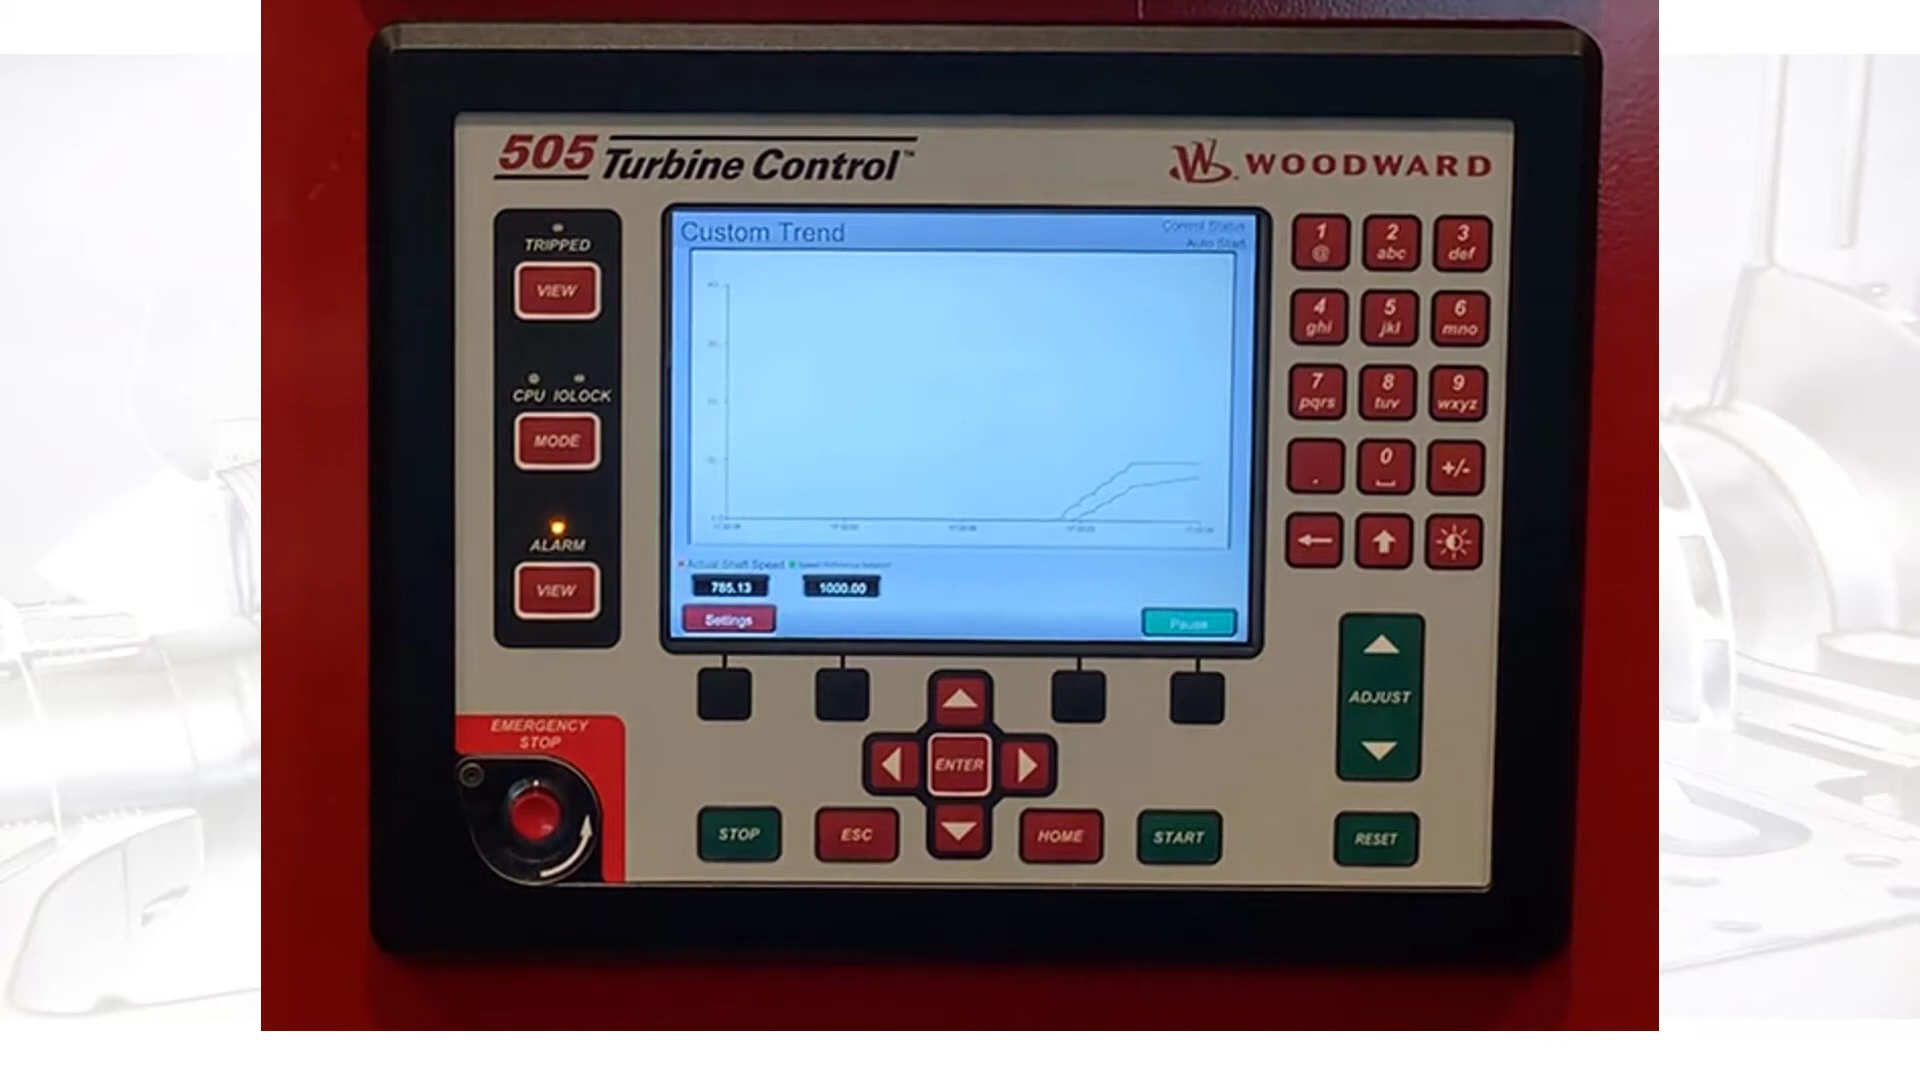 505 Turbine Control™
WOODWARD
TRIPPED
VIEW
CPU IOLOCK
MODE
ALARM
VIEW
EMERGENCY
STOP
Custom Trend
Control Status
Auto Start
Actual Shaft Speed
785.13
1000.00
Settings
Pause
1
@
2
abc
3
def
4
ghi
5
jkl
6
mno
7
pqrs
8
tuv
9
wxyz
.
0
+/-
ADJUST
ENTER
STOP
ESC
HOME
START
RESET